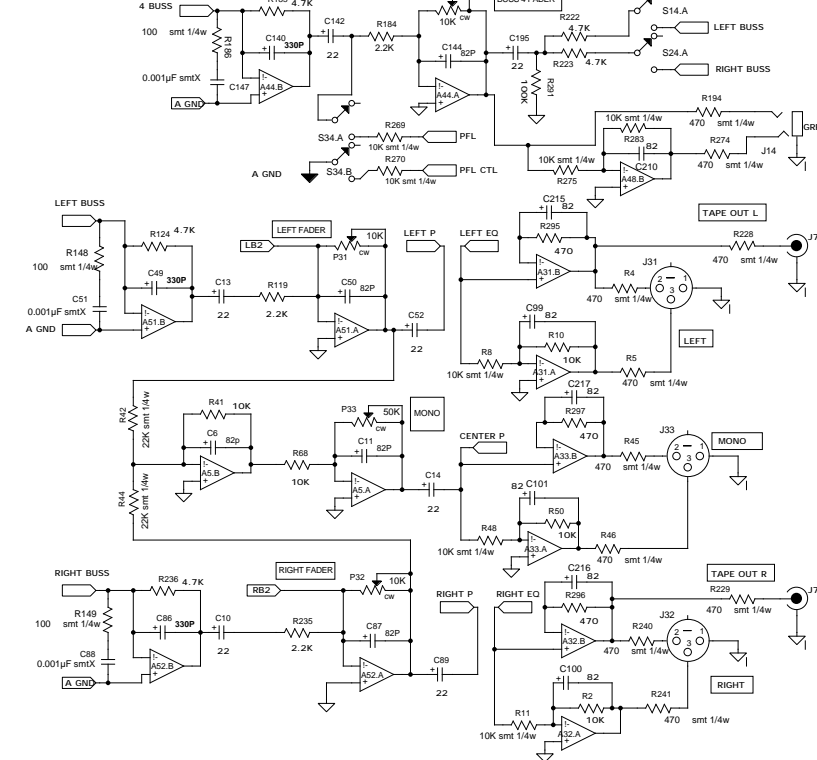 4 BUSS
4.7K
C142
22
R184
2.2K
10K
cw
C195
22
R222
4.7K
S14.A
LEFT BUSS
S24.A
R223
4.7K
RIGHT BUSS
100 smt 1/4w
R186
C140 330P
C144 82P
0.001µF smtX
C147
A44.B
A44.A
R291
100K
A GND
S34.A
R269
10K smt 1/4w
PFL
A GND
S34.B
R270
10K smt 1/4w
PFL CTL
R194
470 smt 1/4w
10K smt 1/4w
R283
82
C210
10K smt 1/4w
R275
A48.B
R274
470
smt 1/4w
J14
LEFT BUSS
R124 4.7K
R148
100 smt 1/4w
C49 330P
C51
0.001µF smtX
A GND
A51.B
C13
22
R119
2.2K
LEFT FADER
LB2
P31
10K
cw
C50 82P
A51.A
C52
22
LEFT P
LEFT EQ
C215
82
R295
470
A31.B
TAPE OUT L
R228
470 smt 1/4w
J31
R4
470 smt 1/4w
2 1
3
LEFT
C99
82
R10
10K
R8
10K smt 1/4w
A31.A
R5
470 smt 1/4w
R42
22K smt 1/4w
R44
22K smt 1/4w
R41 10K
C6
82p
A5.B
R68
10K
P33
50K
cw
MONO
C11
82P
A5.A
C14
22
CENTER P
C217
82
R297
470
A33.B
R45
470 smt 1/4w
J33
2 1
3
MONO
82 C101
R50
10K
R48
10K smt 1/4w
A33.A
R46
470 smt 1/4w
RIGHT BUSS
R236 4.7K
R149
100 smt 1/4w
C86 330P
C88
0.001µF smtX
A GND
A52.B
C10
22
R235
2.2K
RIGHT FADER
RB2
P32
10K
cw
C87
82P
A52.A
C89
22
RIGHT P
RIGHT EQ
C216
82
R296
470
A32.B
TAPE OUT R
R229
470 smt 1/4w
R240
470 smt 1/4w
J32
2 1
3
RIGHT
C100
82
R2
10K
R11
10K smt 1/4w
A32.A
R241
470 smt 1/4w